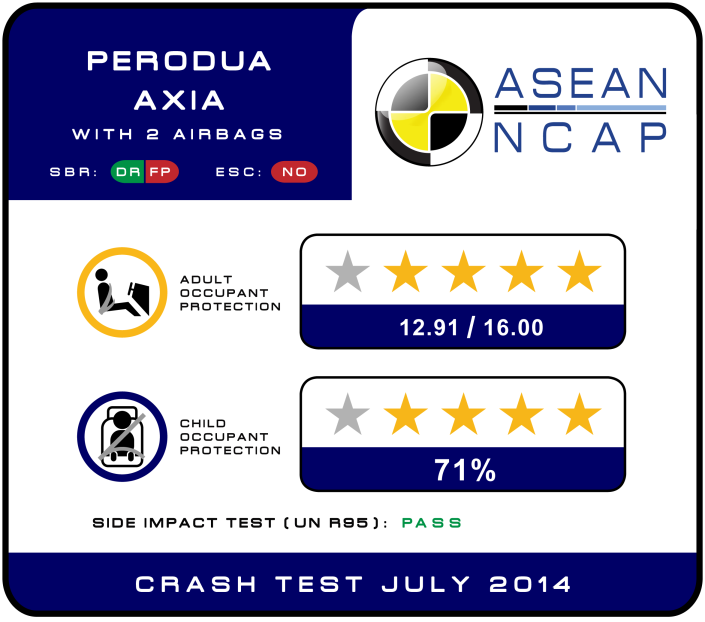 PERODUA
AXIA
WITH 2 AIRBAGS
SBR: DR FP ESC: NO
ASEAN
NCAP
ADULT
OCCUPANT
PROTECTION
12.91 / 16.00
CHILD
OCCUPANT
PROTECTION
71%
SIDE IMPACT TEST (UN R95): PASS
CRASH TEST JULY 2014